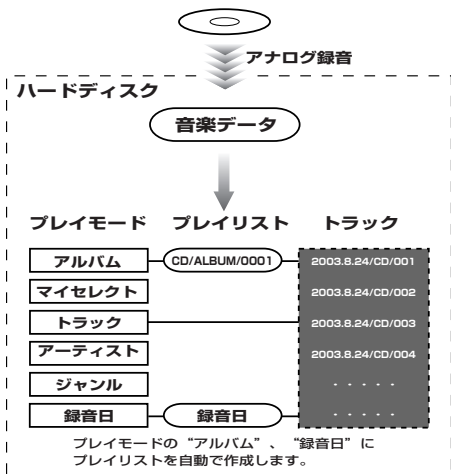 アナログ録音
ハードディスク
音楽データ
プレイモード プレイリスト トラック
アルバム CD/ALBUM/0001 2003.8.24/CD/001
マイセレクト 2003.8.24/CD/002
トラック 2003.8.24/CD/003
アーティスト 2003.8.24/CD/004
ジャンル ・・・・・
録音日 録音日 ・・・・・
プレイモードの“アルバム”、“録音日”に
プレイリストを自動で作成します。